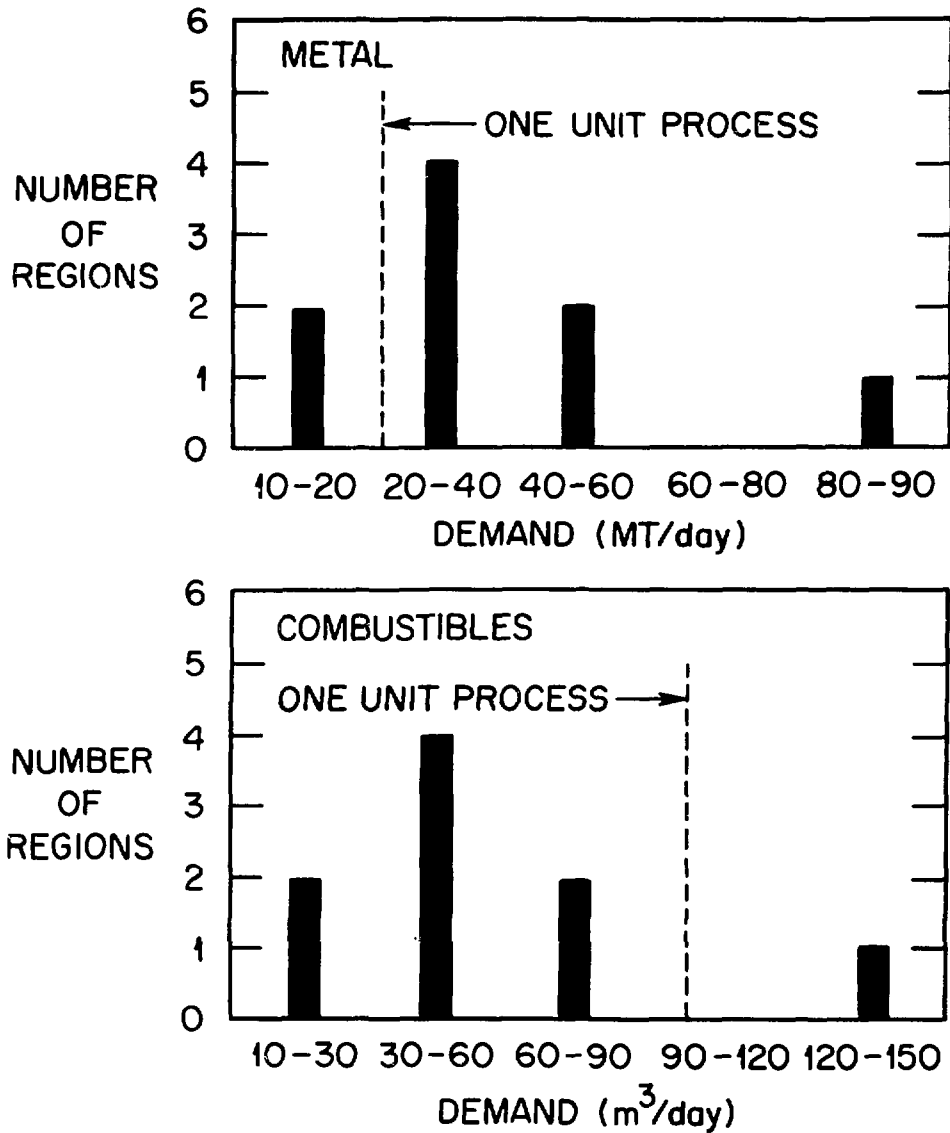 METAL
ONE UNIT PROCESS
NUMBER
OF
REGIONS
6
5
4
3
2
1
0
10-20 20-40 40-60 60-80 80-90
DEMAND (MT/day)
COMBUSTIBLES
ONE UNIT PROCESS
NUMBER
OF
REGIONS
6
5
4
3
2
1
0
10-30 30-60 60-90 90-120 120-150
DEMAND (m³/day)